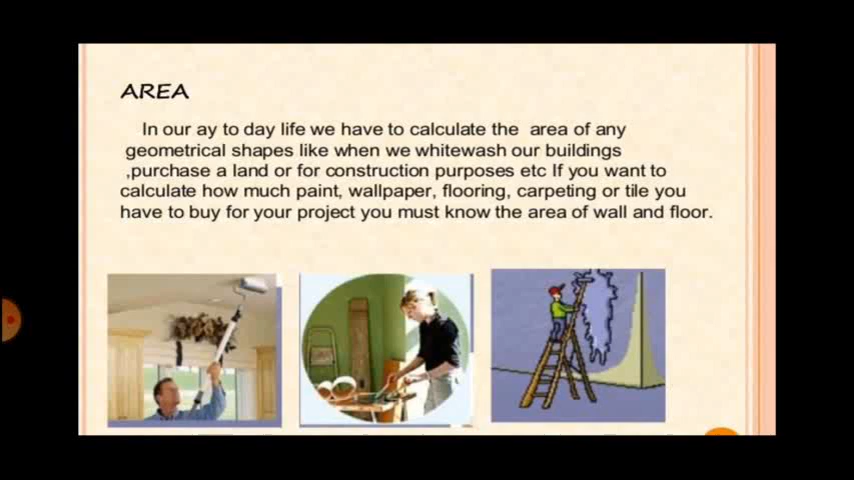 AREA
In our ay to day life we have to calculate the area of any
geometrical shapes like when we whitewash our buildings
,purchase a land or for construction purposes etc If you want to
calculate how much paint, wallpaper, flooring, carpeting or tile you
have to buy for your project you must know the area of wall and floor.